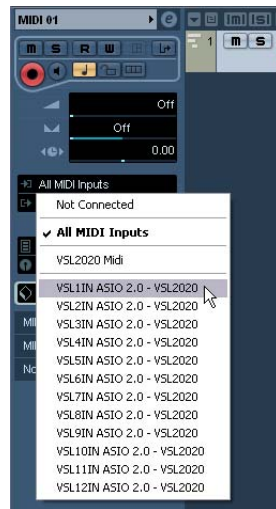 MIDI 01
m S R W
1 m S
Off
Off
0.00
All MIDI Inputs
Not Connected
✓ All MIDI Inputs
VSL2020 Midi
VSL1IN ASIO 2.0 - VSL2020
VSL2IN ASIO 2.0 - VSL2020
VSL3IN ASIO 2.0 - VSL2020
VSL4IN ASIO 2.0 - VSL2020
VSL5IN ASIO 2.0 - VSL2020
VSL6IN ASIO 2.0 - VSL2020
VSL7IN ASIO 2.0 - VSL2020
VSL8IN ASIO 2.0 - VSL2020
VSL9IN ASIO 2.0 - VSL2020
VSL10IN ASIO 2.0 - VSL2020
VSL11IN ASIO 2.0 - VSL2020
VSL12IN ASIO 2.0 - VSL2020